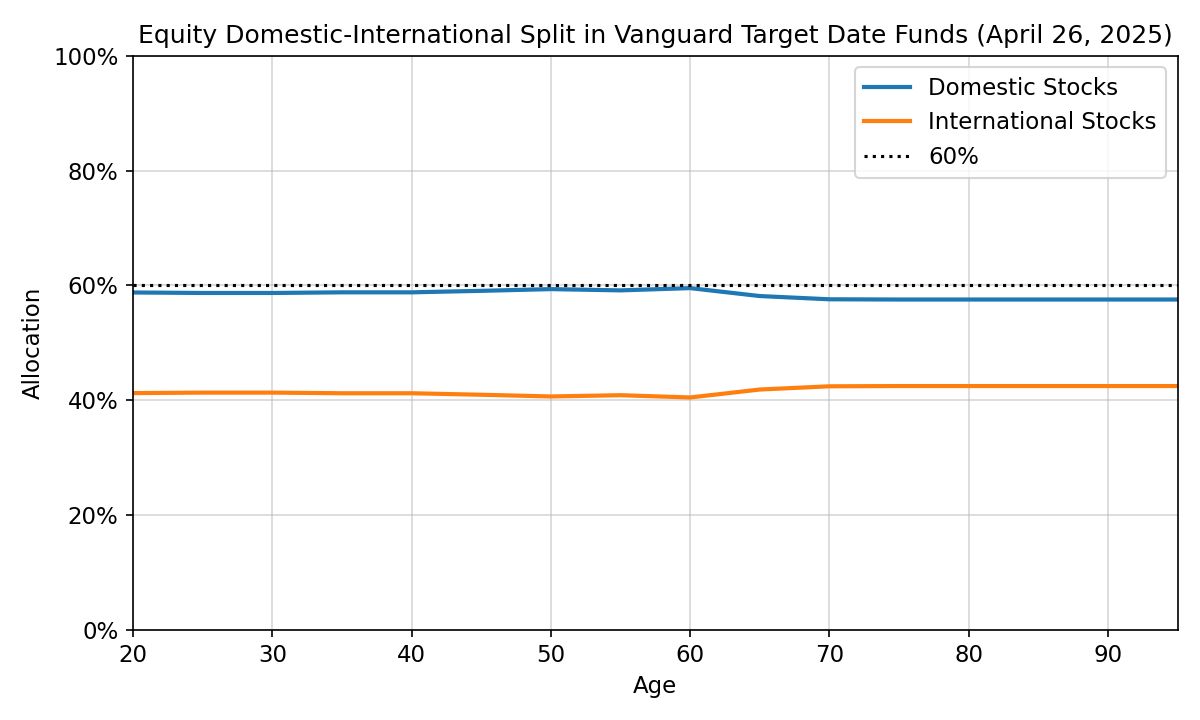 Equity Domestic-International Split in Vanguard Target Date Funds (April 26, 2025)
100%
80%
60%
40%
20%
0%
Allocation
Domestic Stocks
International Stocks
60%
20 30 40 50 60 70 80 90
Age